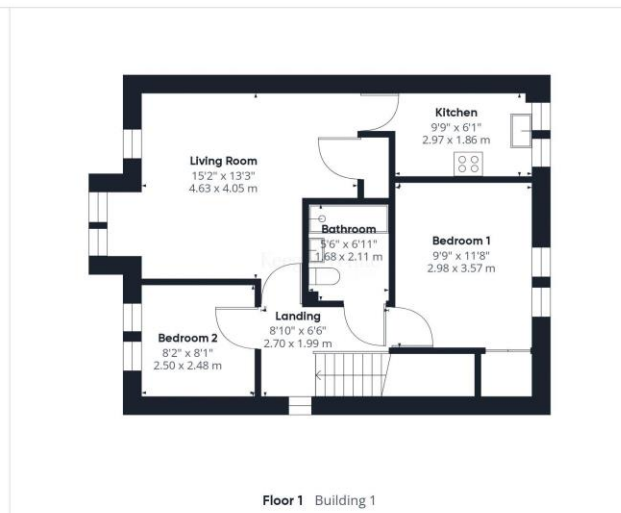 Kitchen
9'9" x 6'1"
2.97 x 1.86 m
Living Room
15'2" x 13'3"
4.63 x 4.05 m
Bathroom
5'6" x 6'11"
1.68 x 2.11 m
Bedroom 1
9'9" x 11'8"
2.98 x 3.57 m
Landing
8'10" x 6'6"
2.70 x 1.99 m
Bedroom 2
8'2" x 8'1"
2.50 x 2.48 m
Floor 1 Building 1